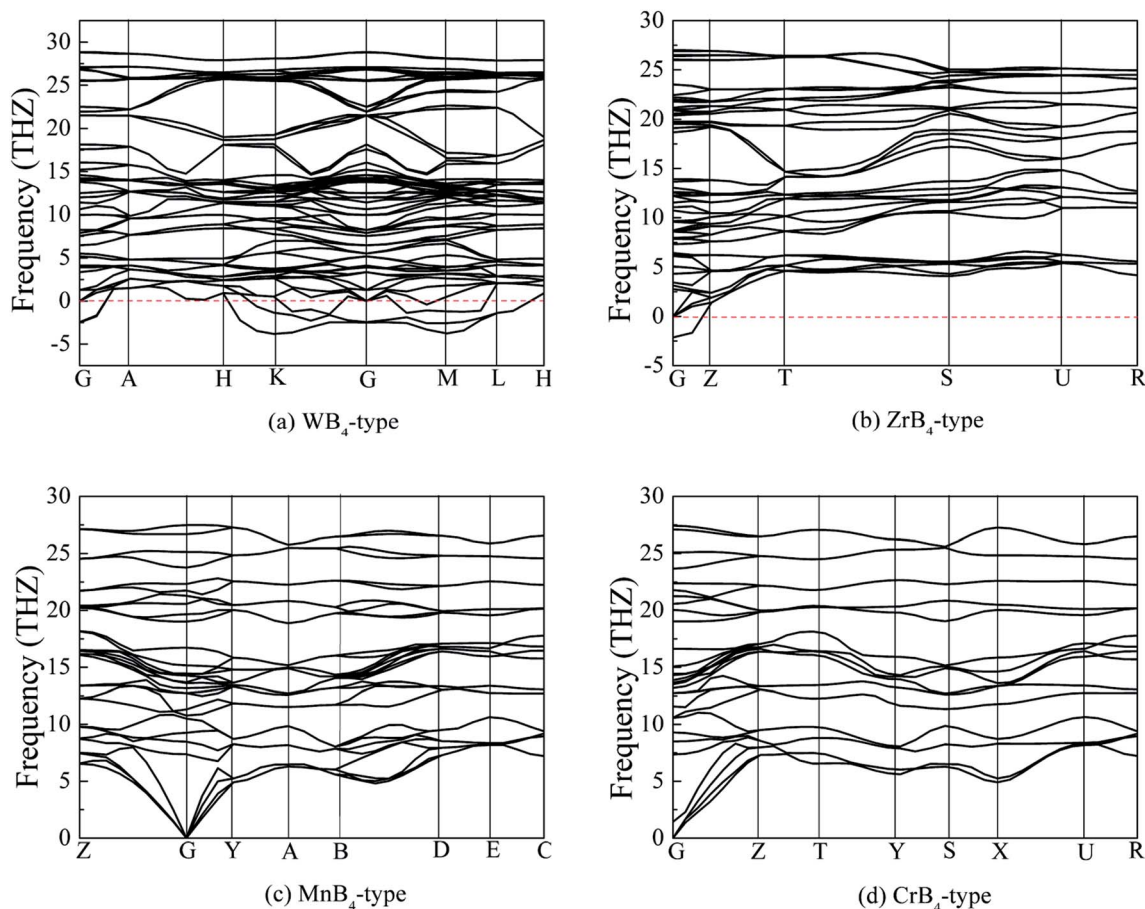 30
25
20
15
10
5
0
-5
Frequency (THZ)
G A H K G M L H
(a) WB₄-type
30
25
20
15
10
5
0
-5
Frequency (THZ)
G Z T S U R
(b) ZrB₄-type
30
25
20
15
10
5
0
Frequency (THZ)
Z G Y A B D E C
(c) MnB₄-type
30
25
20
15
10
5
0
Frequency (THZ)
G Z T Y S X U R
(d) CrB₄-type